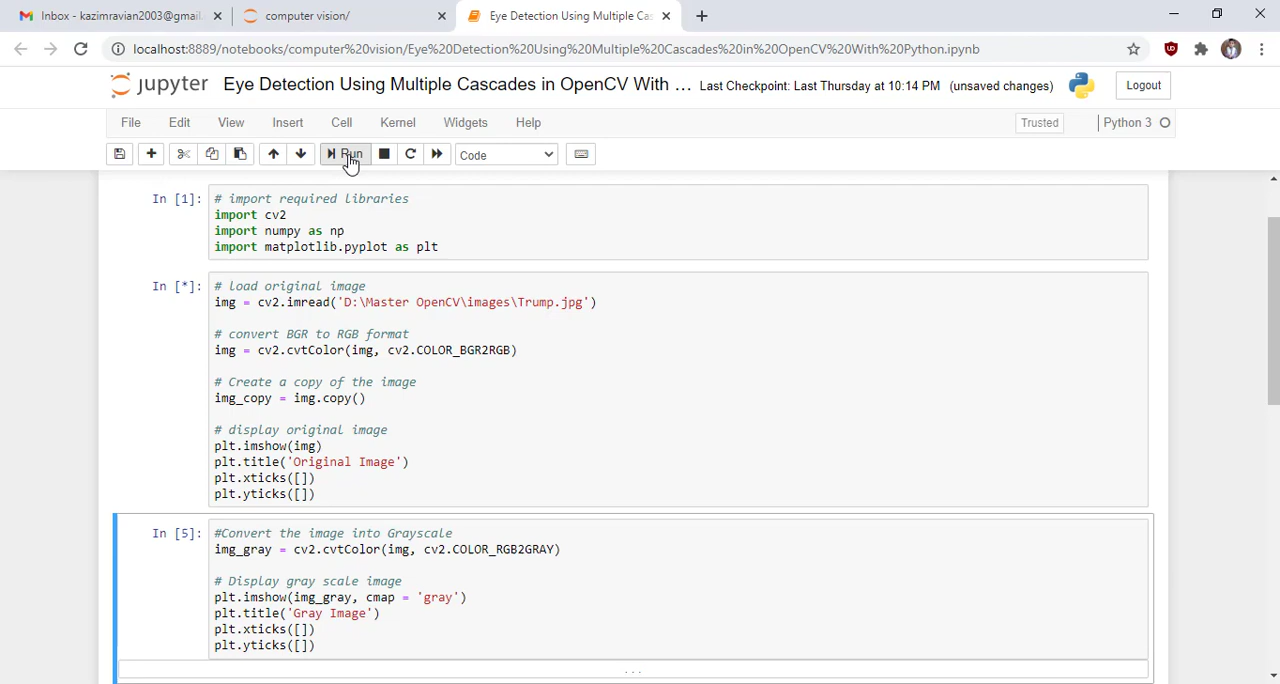 Inbox - kazimravian2003@gmail.
computer vision/
Eye Detection Using Multiple Cas
localhost:8889/notebooks/computer%20vision/Eye%20Detection%20Using%20Multiple%20Cascades%20in%20OpenCV%20With%20Python.ipynb
jupyter Eye Detection Using Multiple Cascades in OpenCV With ... Last Checkpoint: Last Thursday at 10:14 PM (unsaved changes) Logout
File Edit View Insert Cell Kernel Widgets Help Trusted Python 3
Run Code
In [1]: # import required libraries
import cv2
import numpy as np
import matplotlib.pyplot as plt
In [*]: # load original image
img = cv2.imread('D:\Master OpenCV\images\Trump.jpg')
# convert BGR to RGB format
img = cv2.cvtColor(img, cv2.COLOR_BGR2RGB)
# Create a copy of the image
img_copy = img.copy()
# display original image
plt.imshow(img)
plt.title('Original Image')
plt.xticks([])
plt.yticks([])
In [5]: #Convert the image into Grayscale
img_gray = cv2.cvtColor(img, cv2.COLOR_RGB2GRAY)
# Display gray scale image
plt.imshow(img_gray, cmap = 'gray')
plt.title('Gray Image')
plt.xticks([])
plt.yticks([])
...